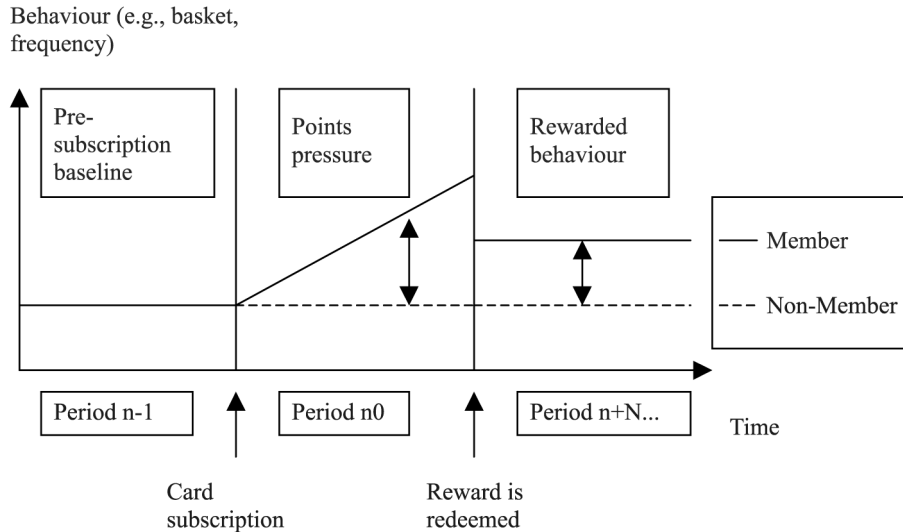 Behaviour (e.g., basket,
frequency)
Pre-
subscription
baseline
Points
pressure
Rewarded
behaviour
Member
Non-Member
Period n-1
Period n0
Period n+N...
Time
Card
subscription
Reward is
redeemed